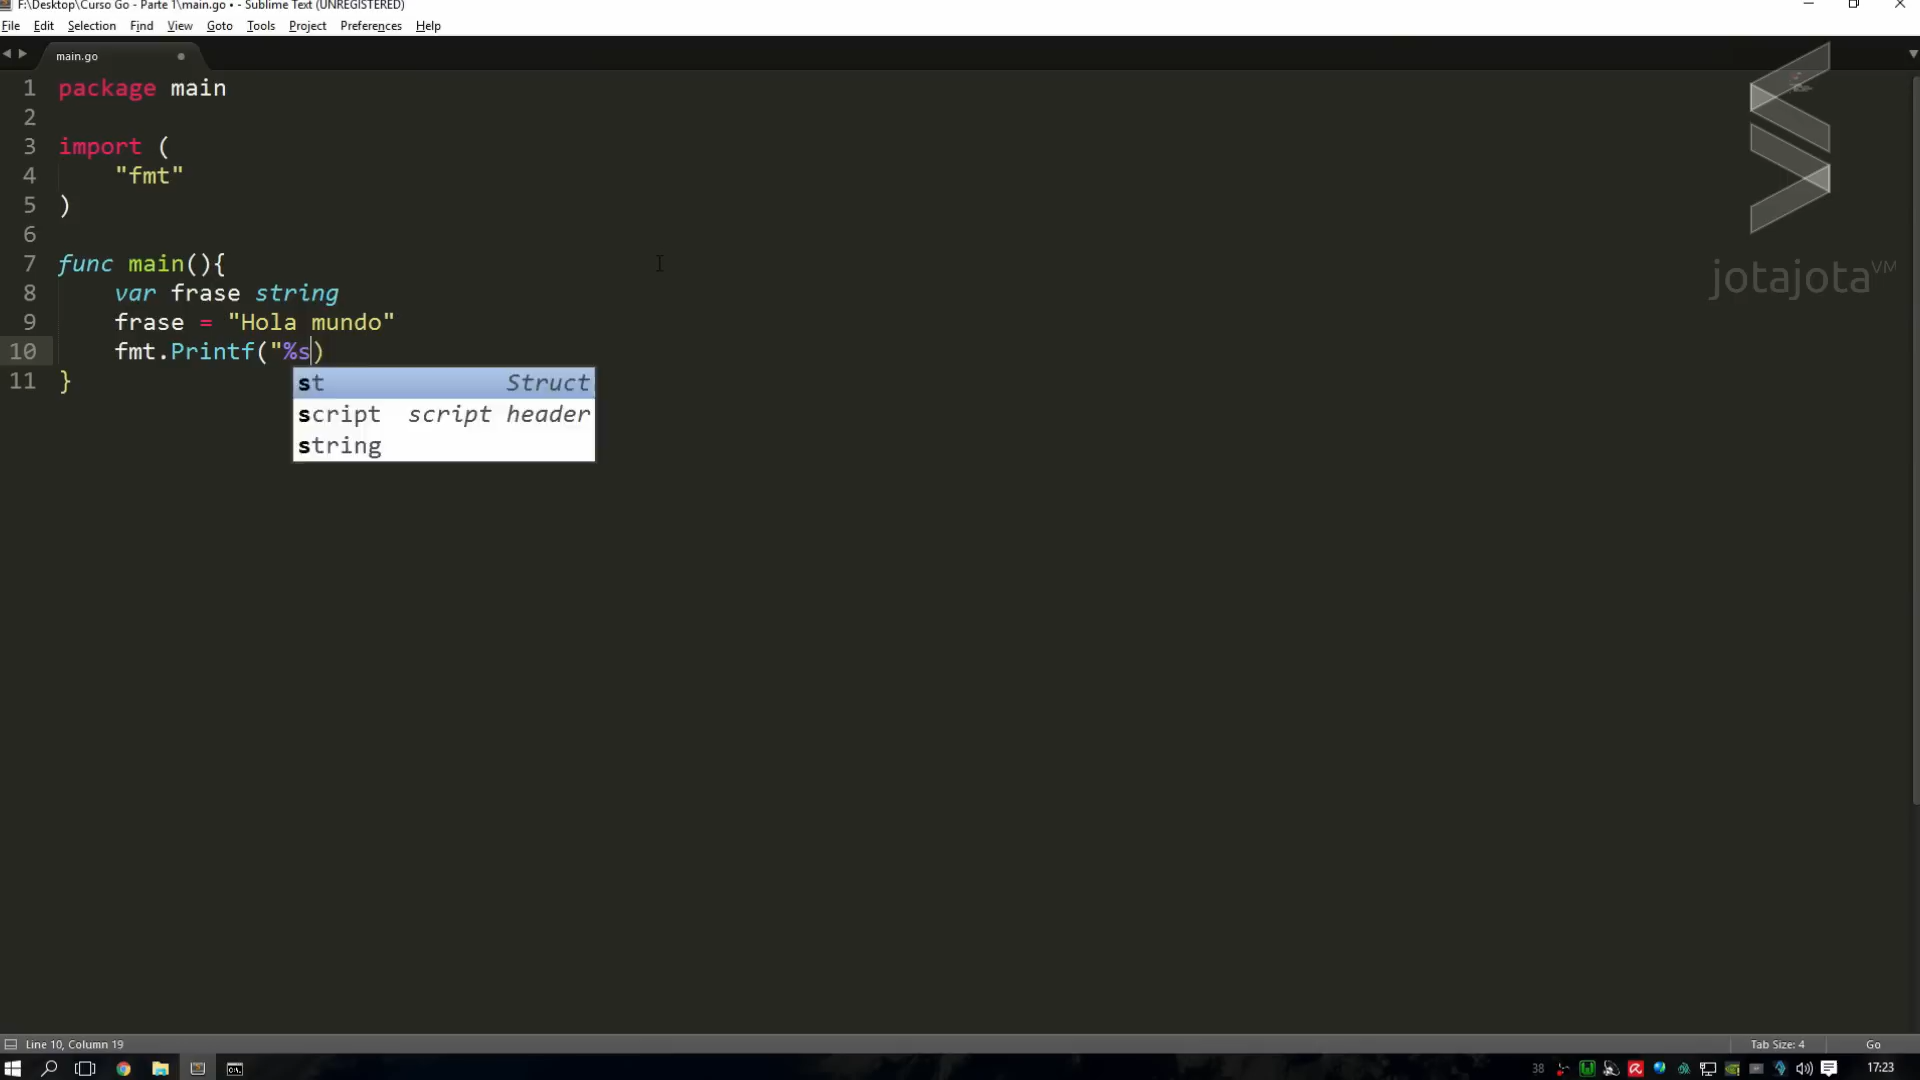 F:\Desktop\Curso Go - Parte 1\main.go • - Sublime Text (UNREGISTERED)
File Edit Selection Find View Goto Tools Project Preferences Help
main.go
1 package main
2
3 import (
4 "fmt"
5 )
6
7 func main(){
8 var frase string
9 frase = "Hola mundo"
10 fmt.Printf("%s)
11 }
st Struct
script script header
string
jotajota VM
Line 10, Column 19
Tab Size: 4
Go
38
17:23